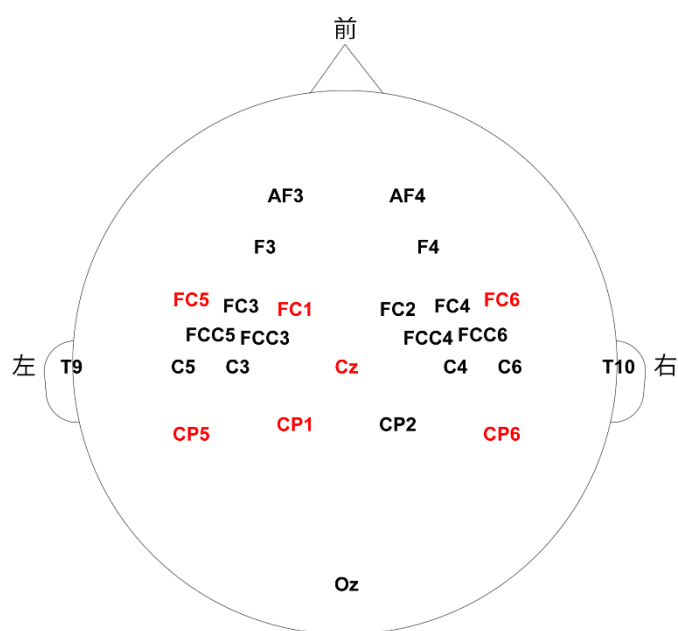 前
AF3 AF4
F3 F4
FC5 FC3 FC1 FC2 FC4 FC6
FCC5 FCC3 FCC4 FCC6
左 T9 C5 C3 Cz C4 C6 T10 右
CP5 CP1 CP2 CP6
Oz